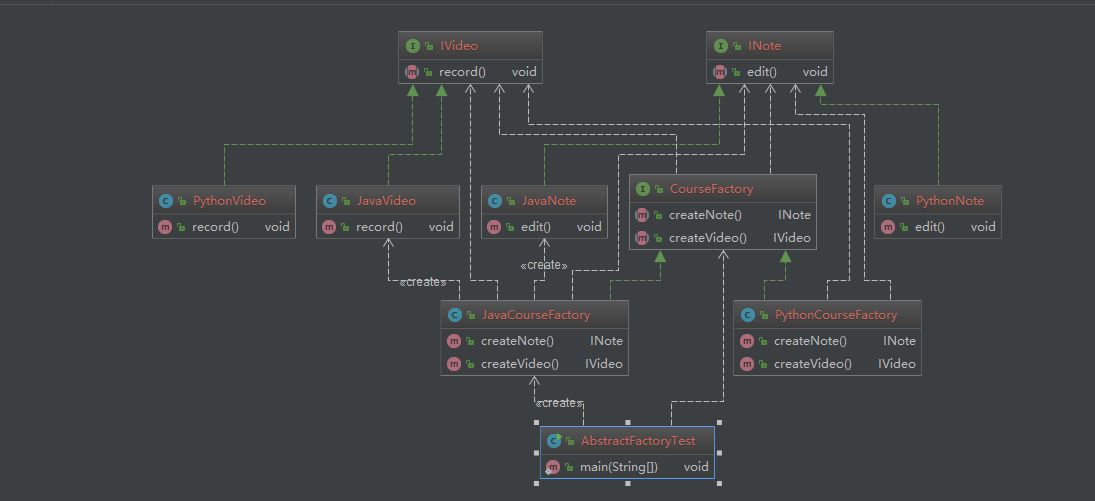 IVideo
record() void
INote
edit() void
PythonVideo
record() void
JavaVideo
record() void
JavaNote
edit() void
CourseFactory
createNote() INote
createVideo() IVideo
PythonNote
edit() void
«create»
«create»
JavaCourseFactory
createNote() INote
createVideo() IVideo
PythonCourseFactory
createNote() INote
createVideo() IVideo
«create»
AbstractFactoryTest
main(String[]) void